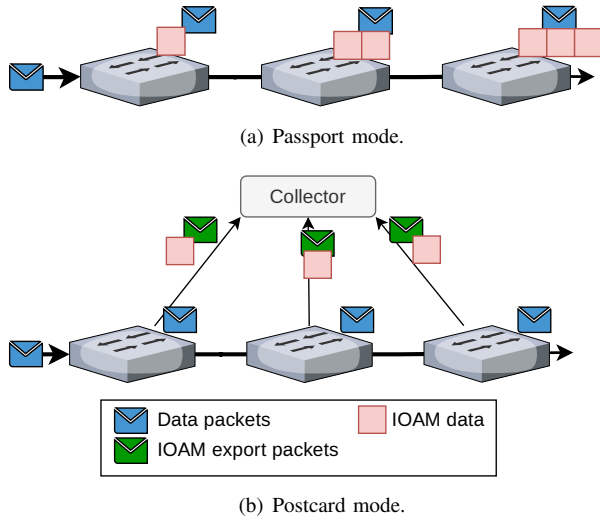 (a) Passport mode.
Collector
Data packets
IOAM data
IOAM export packets
(b) Postcard mode.